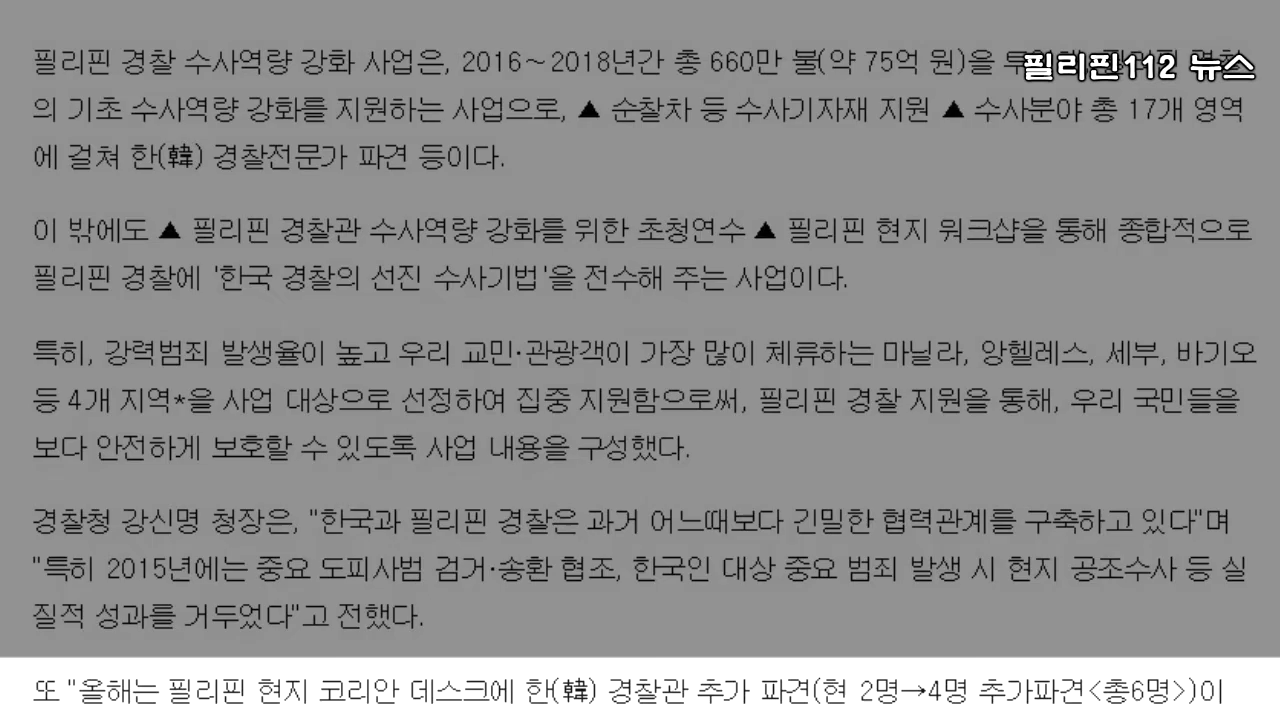 필리핀 경찰 수사역량 강화 사업은, 2016~2018년간 총 660만 불(약 75억 원)을
필리핀112 뉴스
의 기초 수사역량 강화를 지원하는 사업으로, ▲ 순찰차 등 수사기자재 지원 ▲ 수사분야 총 17개 영역
에 걸쳐 한(韓) 경찰전문가 파견 등이다.
이 밖에도 ▲ 필리핀 경찰관 수사역량 강화를 위한 초청연수 ▲ 필리핀 현지 워크샵을 통해 종합적으로
필리핀 경찰에 '한국 경찰의 선진 수사기법'을 전수해 주는 사업이다.
특히, 강력범죄 발생율이 높고 우리 교민·관광객이 가장 많이 체류하는 마닐라, 앙헬레스, 세부, 바기오
등 4개 지역*을 사업 대상으로 선정하여 집중 지원함으로써, 필리핀 경찰 지원을 통해, 우리 국민들을
보다 안전하게 보호할 수 있도록 사업 내용을 구성했다.
경찰청 강신명 청장은, "한국과 필리핀 경찰은 과거 어느때보다 긴밀한 협력관계를 구축하고 있다"며
"특히 2015년에는 중요 도피사범 검거·송환 협조, 한국인 대상 중요 범죄 발생 시 현지 공조수사 등 실
질적 성과를 거두었다"고 전했다.
또 "올해는 필리핀 현지 코리안 데스크에 한(韓) 경찰관 추가 파견(현 2명→4명 추가파견<총6명>)이